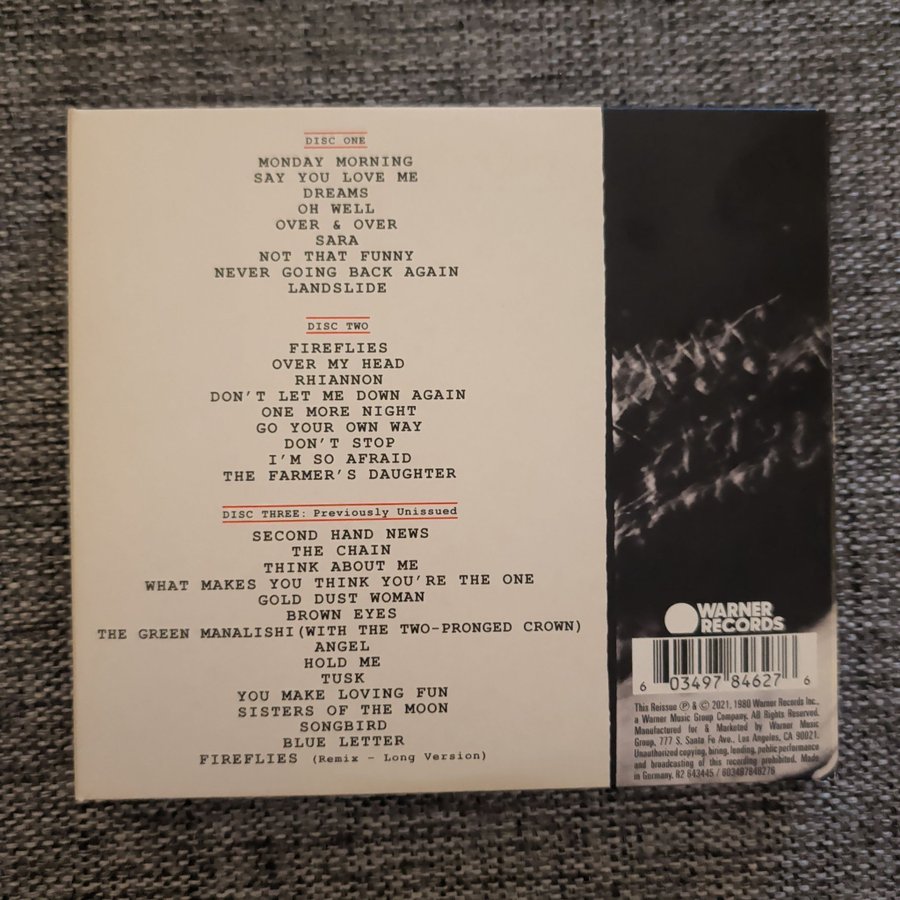 DISC ONE
MONDAY MORNING
SAY YOU LOVE ME
DREAMS
OH WELL
OVER & OVER
SARA
NOT THAT FUNNY
NEVER GOING BACK AGAIN
LANDSLIDE
DISC TWO
FIREFLIES
OVER MY HEAD
RHIANNON
DON'T LET ME DOWN AGAIN
ONE MORE NIGHT
GO YOUR OWN WAY
DON'T STOP
I'M SO AFRAID
THE FARMER'S DAUGHTER
DISC THREE: Previously Unissued
SECOND HAND NEWS
THE CHAIN
THINK ABOUT ME
WHAT MAKES YOU THINK YOU'RE THE ONE
GOLD DUST WOMAN
BROWN EYES
THE GREEN MANALISHI (WITH THE TWO-PRONGED CROWN)
ANGEL
HOLD ME
TUSK
YOU MAKE LOVING FUN
SISTERS OF THE MOON
SONGBIRD
BLUE LETTER
FIREFLIES (Remix - Long Version)
WARNER
RECORDS
6 03497 84627 6
This Reissue ℗ & © 2021, 1980 Warner Records Inc.,
a Warner Music Group Company. All Rights Reserved.
Manufactured for & Marketed by Warner Music
Group, 777 S. Santa Fe Ave., Los Angeles, CA 90021.
Unauthorized copying, hiring, lending, public performance
and broadcasting of this recording prohibited. Made
in Germany. R2 643445 / 603497846276